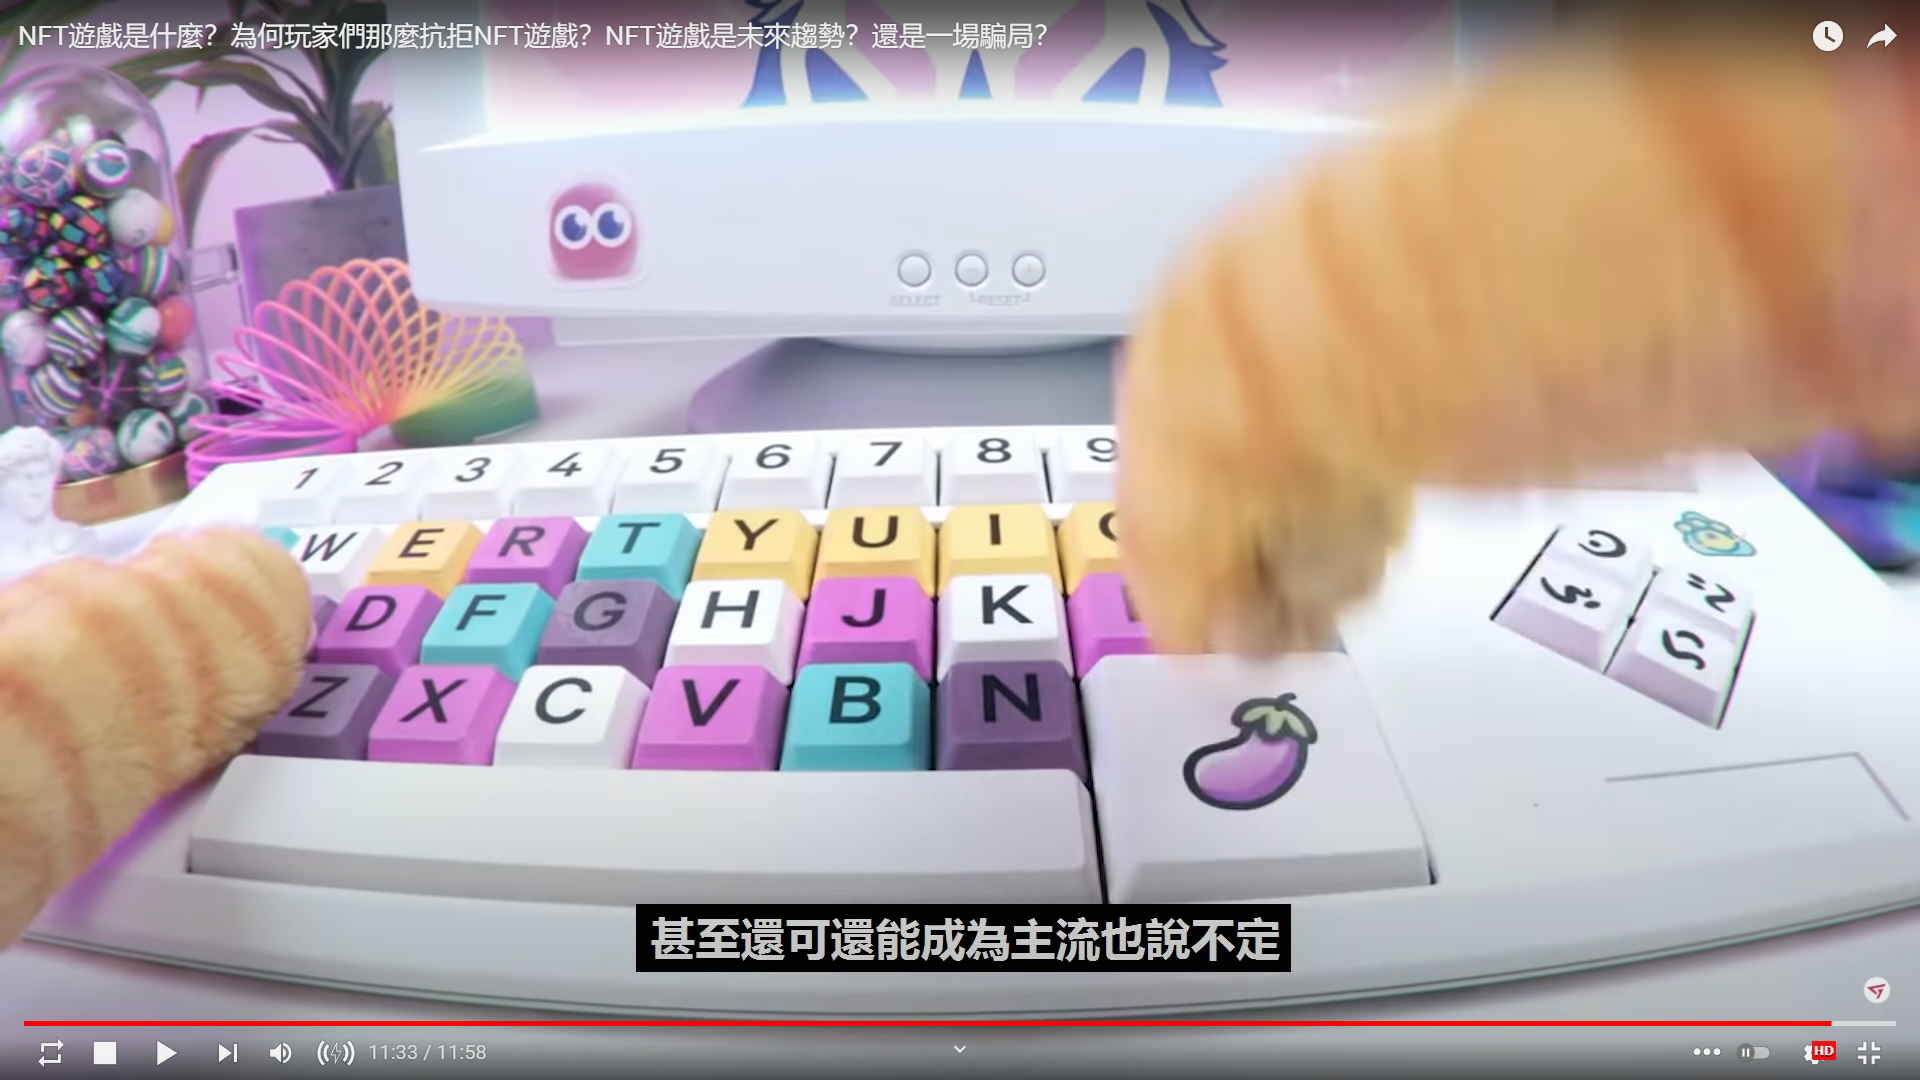 NFT遊戲是什麼？為何玩家們那麼抗拒NFT遊戲？NFT遊戲是未來趨勢？還是一場騙局？
SELECT
RESET
1 2 3 4 5 6 7 8 9
W E R T Y U I
D F G H J K
Z X C V B N
甚至還可還能成為主流也說不定
11:33 / 11:58
HD